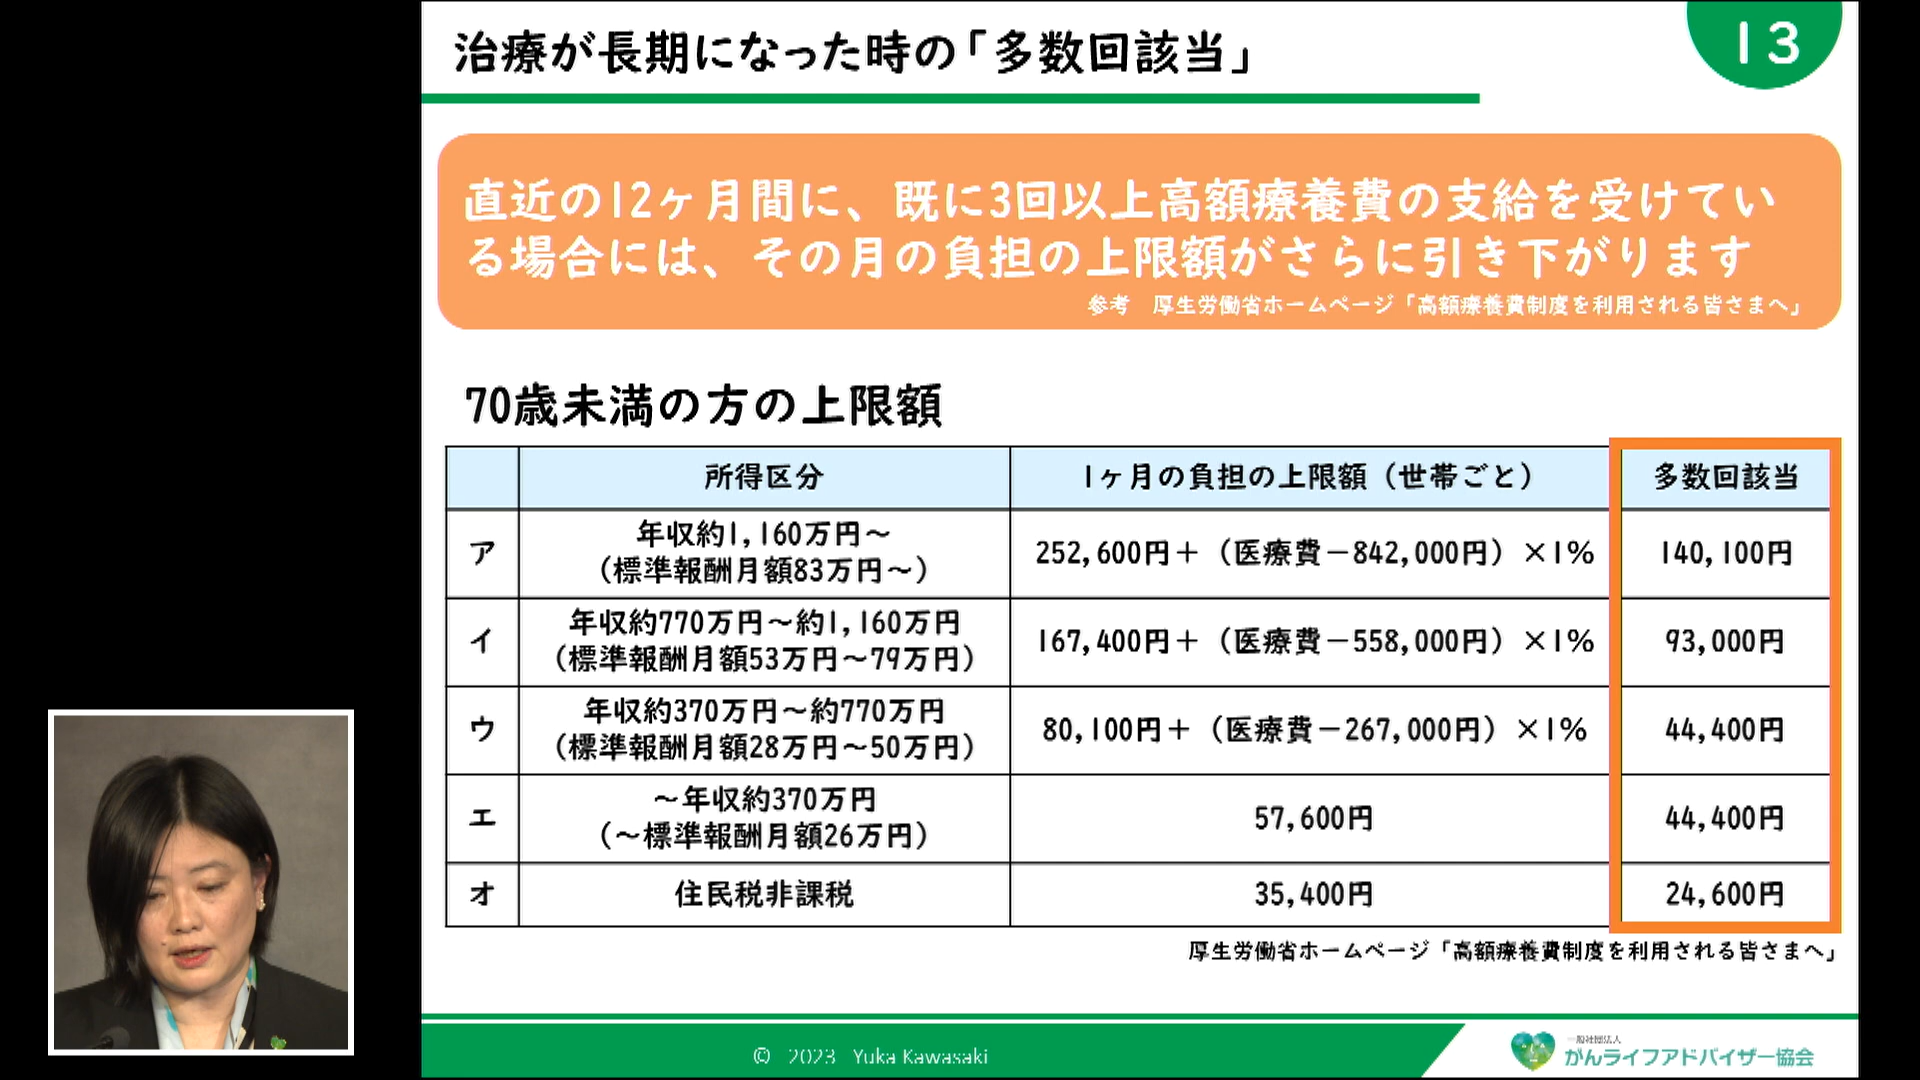 治療が長期になった時の「多数回該当」
13
直近の12ヶ月間に、既に3回以上高額療養費の支給を受けてい
る場合には、その月の負担の上限額がさらに引き下がります
参考　厚生労働省ホームページ「高額療養費制度を利用される皆さまへ」
70歳未満の方の上限額
所得区分 1ヶ月の負担の上限額（世帯ごと） 多数回該当
ア 年収約1,160万円～ 252,600円＋（医療費－842,000円）×1% 140,100円
（標準報酬月額83万円～）
イ 年収約770万円～約1,160万円 167,400円＋（医療費－558,000円）×1% 93,000円
（標準報酬月額53万円～79万円）
ウ 年収約370万円～約770万円 80,100円＋（医療費－267,000円）×1% 44,400円
（標準報酬月額28万円～50万円）
エ ～年収約370万円 57,600円 44,400円
（～標準報酬月額26万円）
オ 住民税非課税 35,400円 24,600円
厚生労働省ホームページ「高額療養費制度を利用される皆さまへ」
© 2023 Yuka Kawasaki
一般社団法人
がんライフアドバイザー協会